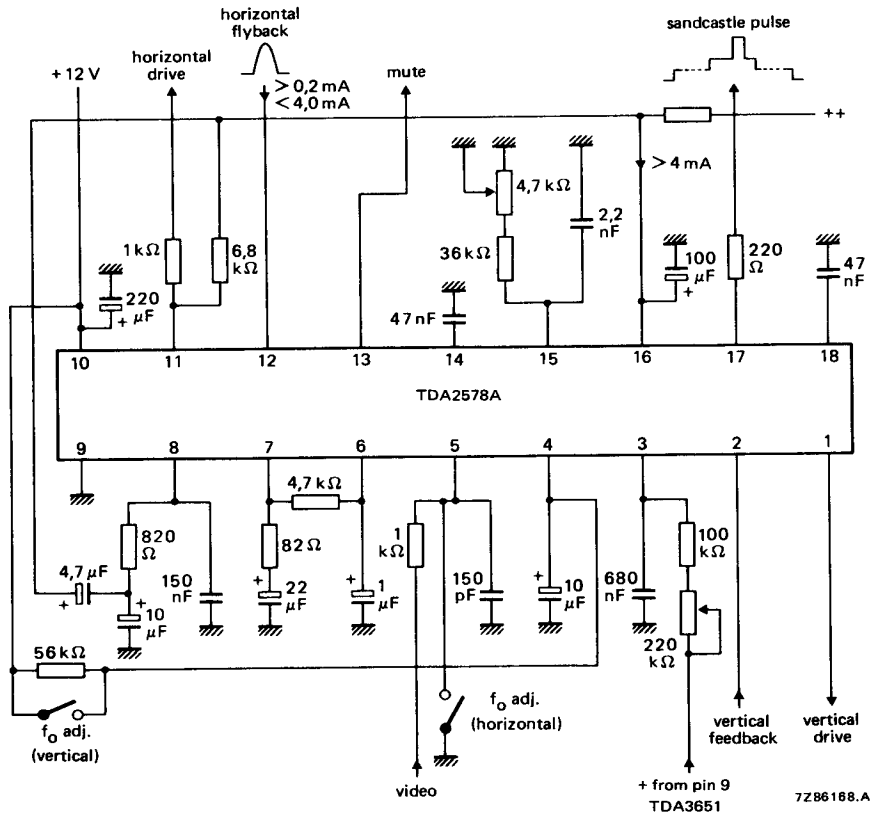 horizontal
flyback
sandcastle pulse
+ 12 V
horizontal
drive
> 0,2 mA
< 4,0 mA
mute
++
> 4 mA
4,7 kΩ
2,2
nF
36 kΩ
1 kΩ
6,8
kΩ
220
μF
+
47 nF
100
μF
+
220
Ω
47
nF
10
11
12
13
14
15
16
17
18
TDA2578A
9
8
7
6
5
4
3
2
1
4,7 kΩ
820
Ω
82 Ω
1
kΩ
100
kΩ
4,7 μF
+
+
10
μF
150
nF
+
22
μF
+
1
μF
150
pF
+
10
μF
680
nF
220
kΩ
56 kΩ
fo adj.
(vertical)
fo adj.
(horizontal)
vertical
feedback
vertical
drive
video
+ from pin 9
TDA3651
7Z86168.A